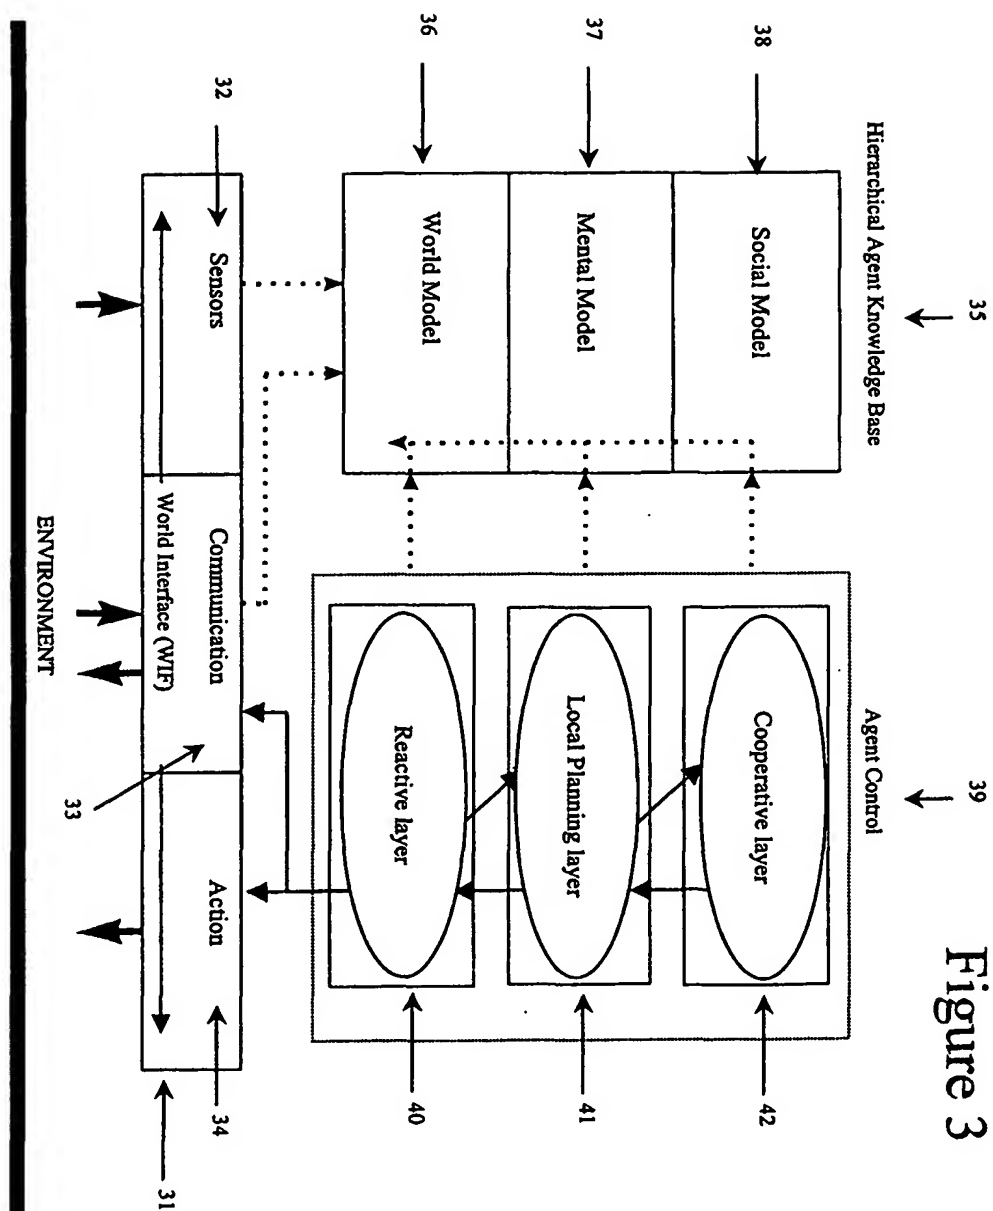 Figure 3
35
39
Hierarchical Agent Knowledge Base
Agent Control
38
Social Model
Cooperative layer
42
37
Mental Model
Local Planning layer
41
36
World Model
Reactive layer
40
33
32
Sensors
Communication
Action
34
World Interface (WIF)
31
ENVIRONMENT